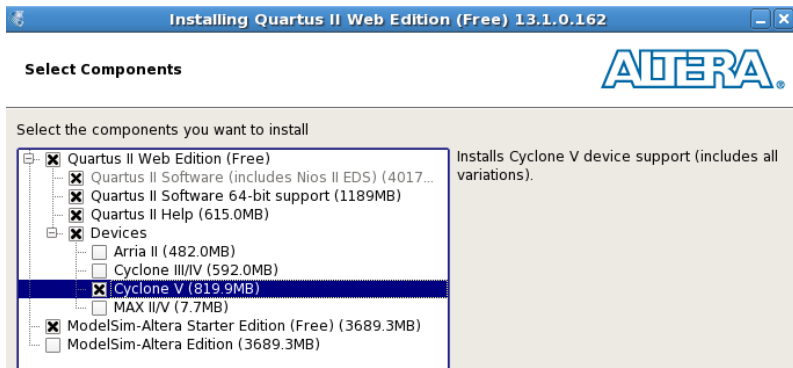 Installing Quartus II Web Edition (Free) 13.1.0.162
Select Components
ALTERA®
Select the components you want to install
Quartus II Web Edition (Free)
Quartus II Software (includes Nios II EDS) (4017...
Quartus II Software 64-bit support (1189MB)
Quartus II Help (615.0MB)
Devices
Arria II (482.0MB)
Cyclone III/IV (592.0MB)
Cyclone V (819.9MB)
MAX II/V (7.7MB)
ModelSim-Altera Starter Edition (Free) (3689.3MB)
ModelSim-Altera Edition (3689.3MB)
Installs Cyclone V device support (includes all
variations).